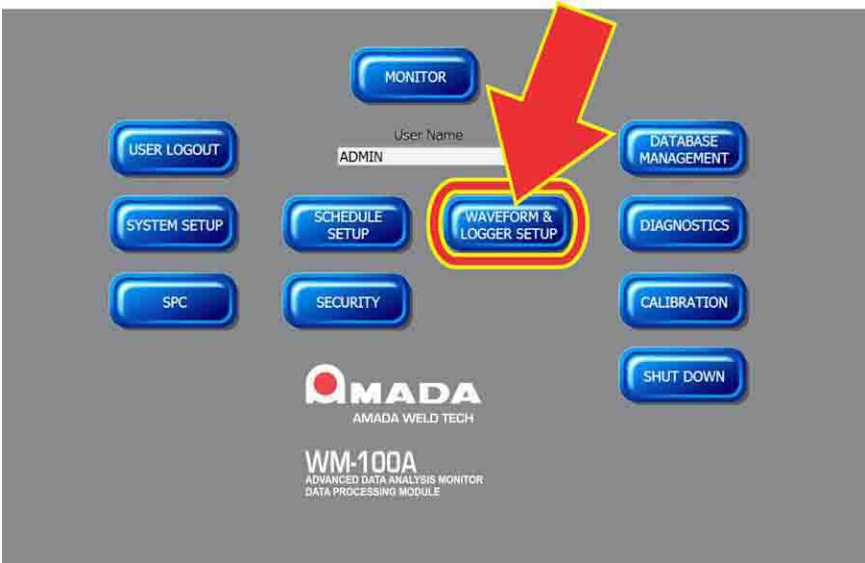 MONITOR
User Name
ADMIN
USER LOGOUT
DATABASE
MANAGEMENT
SYSTEM SETUP
SCHEDULE
SETUP
WAVEFORM &
LOGGER SETUP
DIAGNOSTICS
SPC
SECURITY
CALIBRATION
SHUT DOWN
AMADA
AMADA WELD TECH
WM-100A
ADVANCED DATA ANALYSIS MONITOR
DATA PROCESSING MODULE